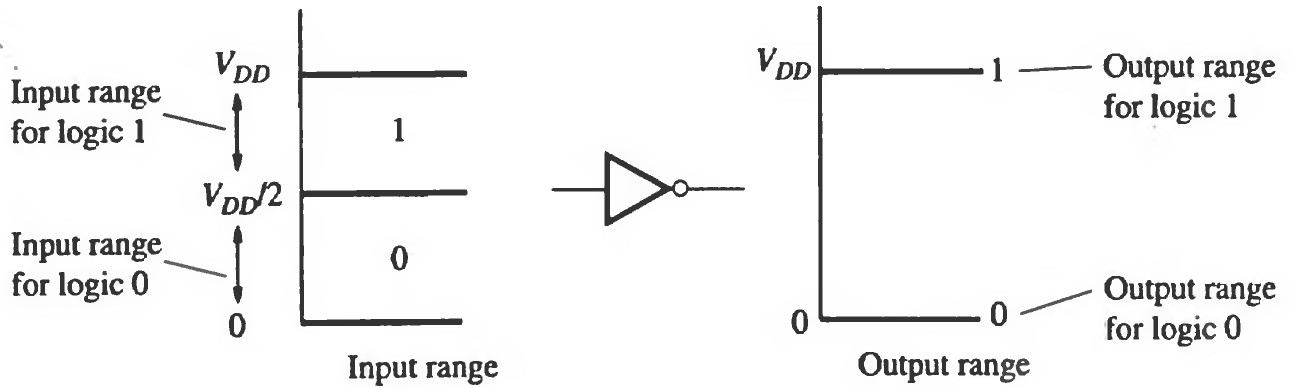 V_DD
Input range
for logic 1
1
V_DD/2
Input range
for logic 0
0
0
Input range
V_DD
1
Output range
for logic 1
0
0
Output range
for logic 0
Output range